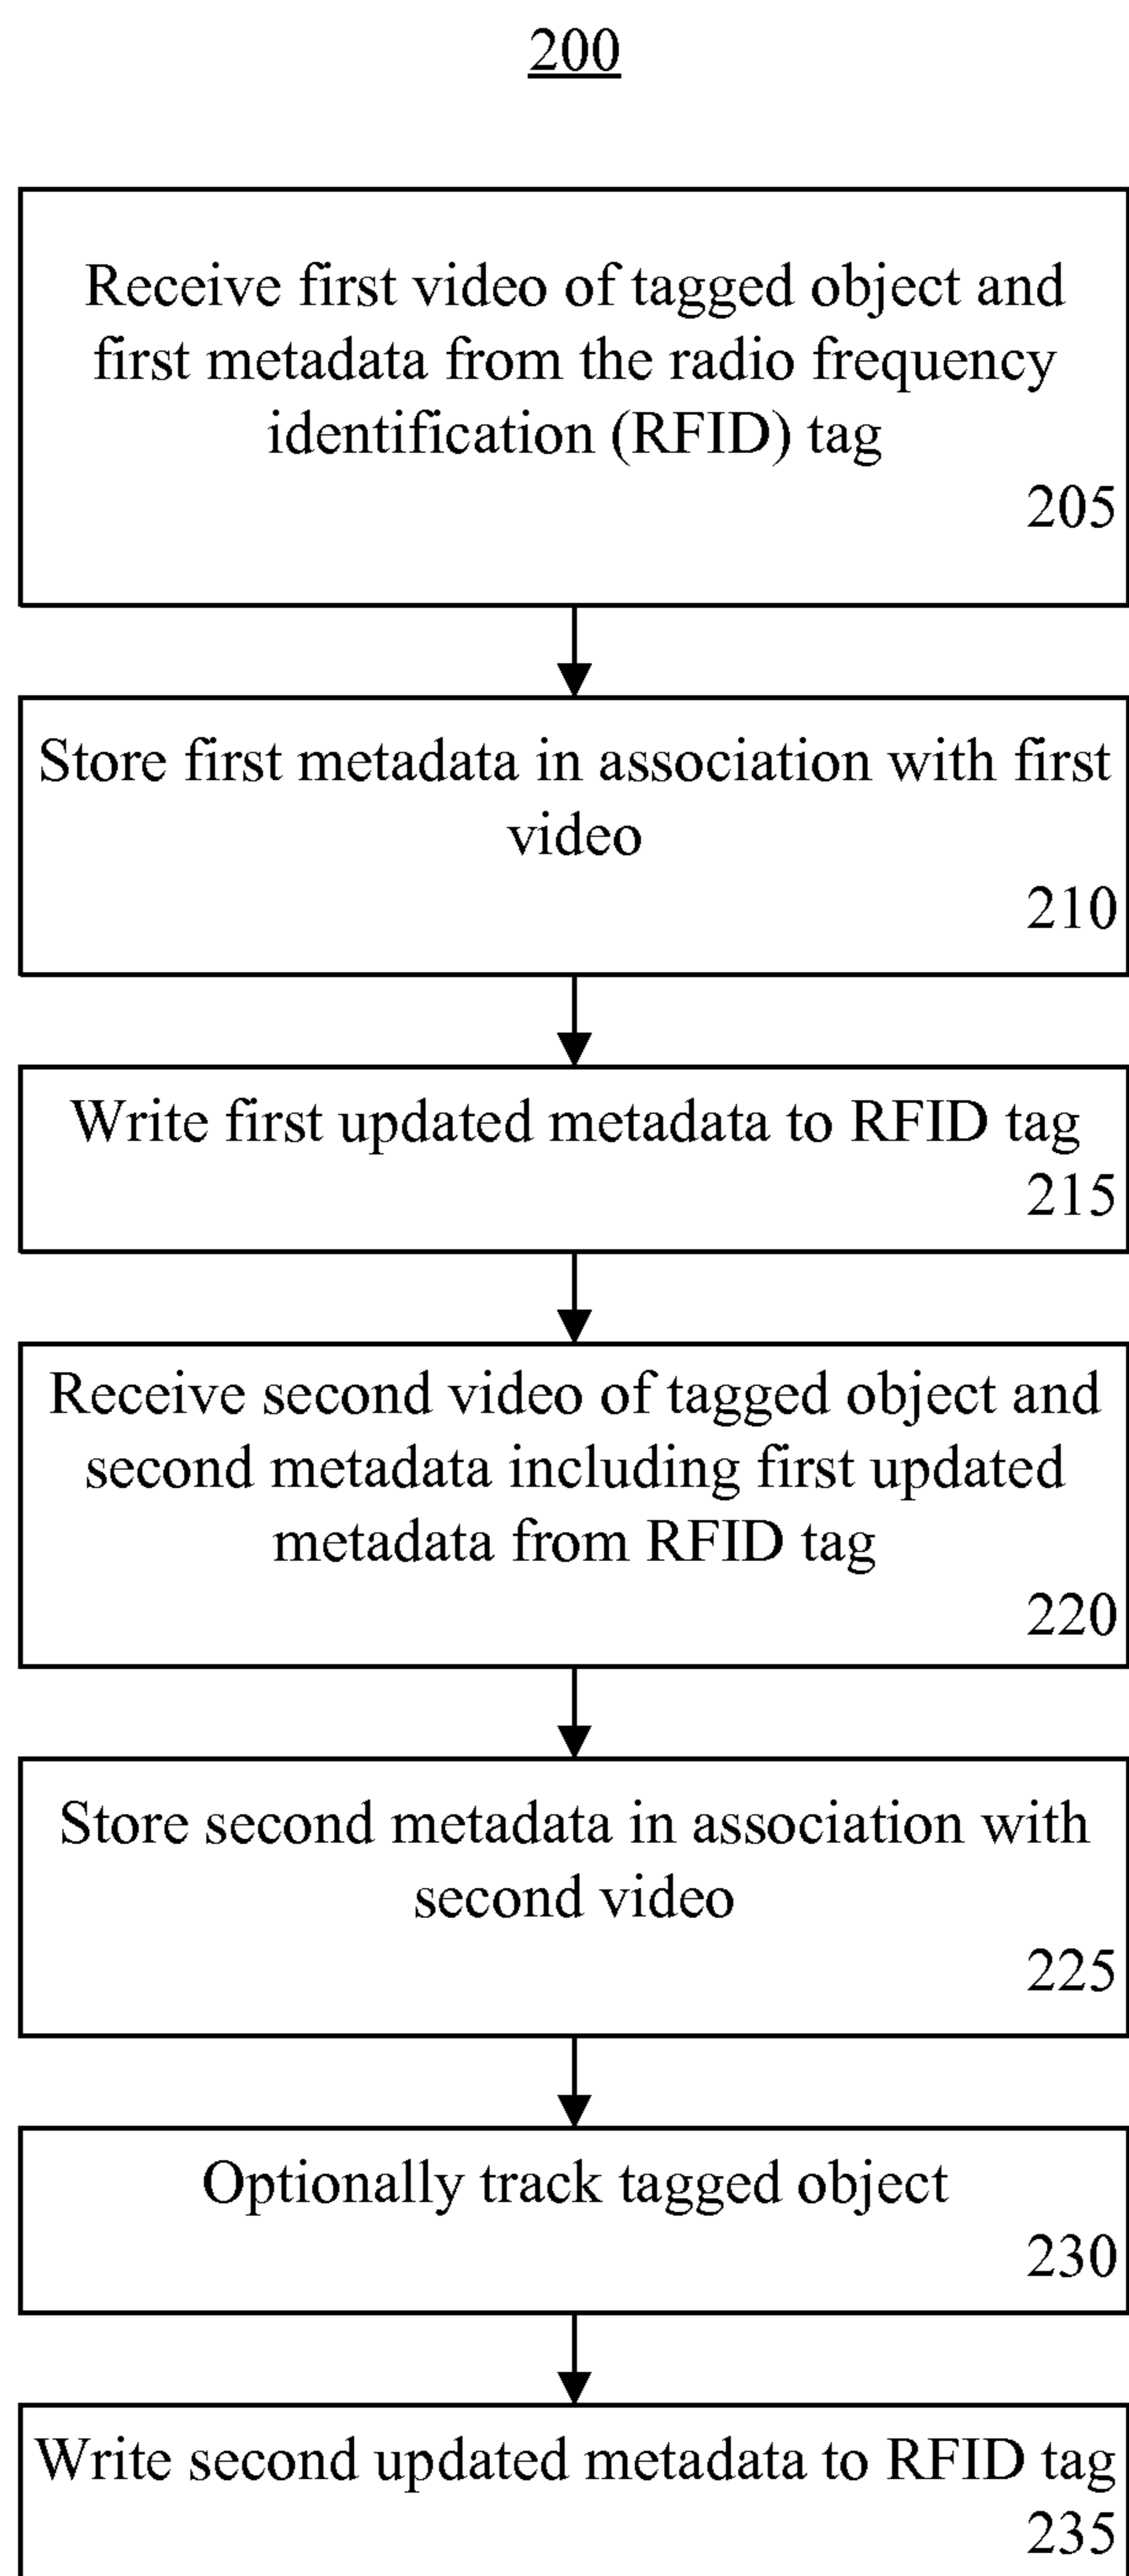 200
Receive first video of tagged object and
first metadata from the radio frequency
identification (RFID) tag
205
Store first metadata in association with first
video
210
Write first updated metadata to RFID tag
215
Receive second video of tagged object and
second metadata including first updated
metadata from RFID tag
220
Store second metadata in association with
second video
225
Optionally track tagged object
230
Write second updated metadata to RFID tag
235